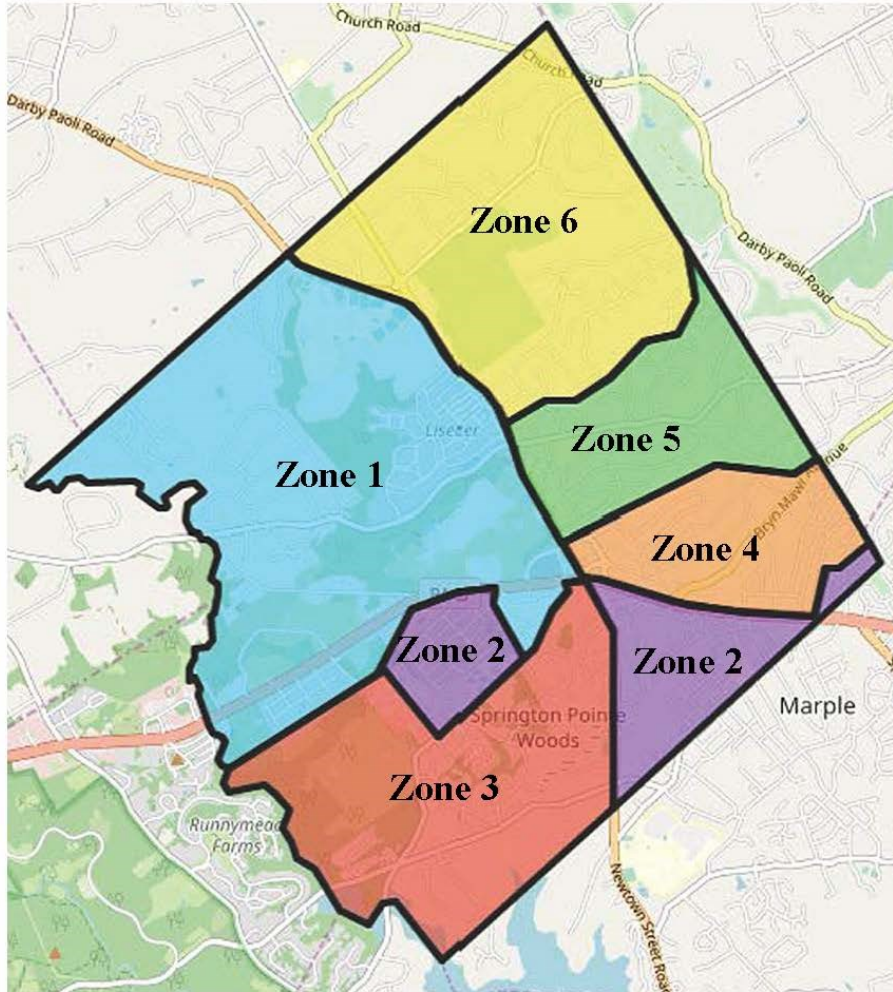 Church Road
Church Road
Darby Paoli Road
Zone 6
Darby Paoli Road
Liseter
Zone 5
Zone 1
Bryn Mawr Avenue
Zone 4
Zone 2
Zone 2
Springton Pointe
Woods
Marple
Zone 3
Runnymeade
Farms
Newtown Street Road